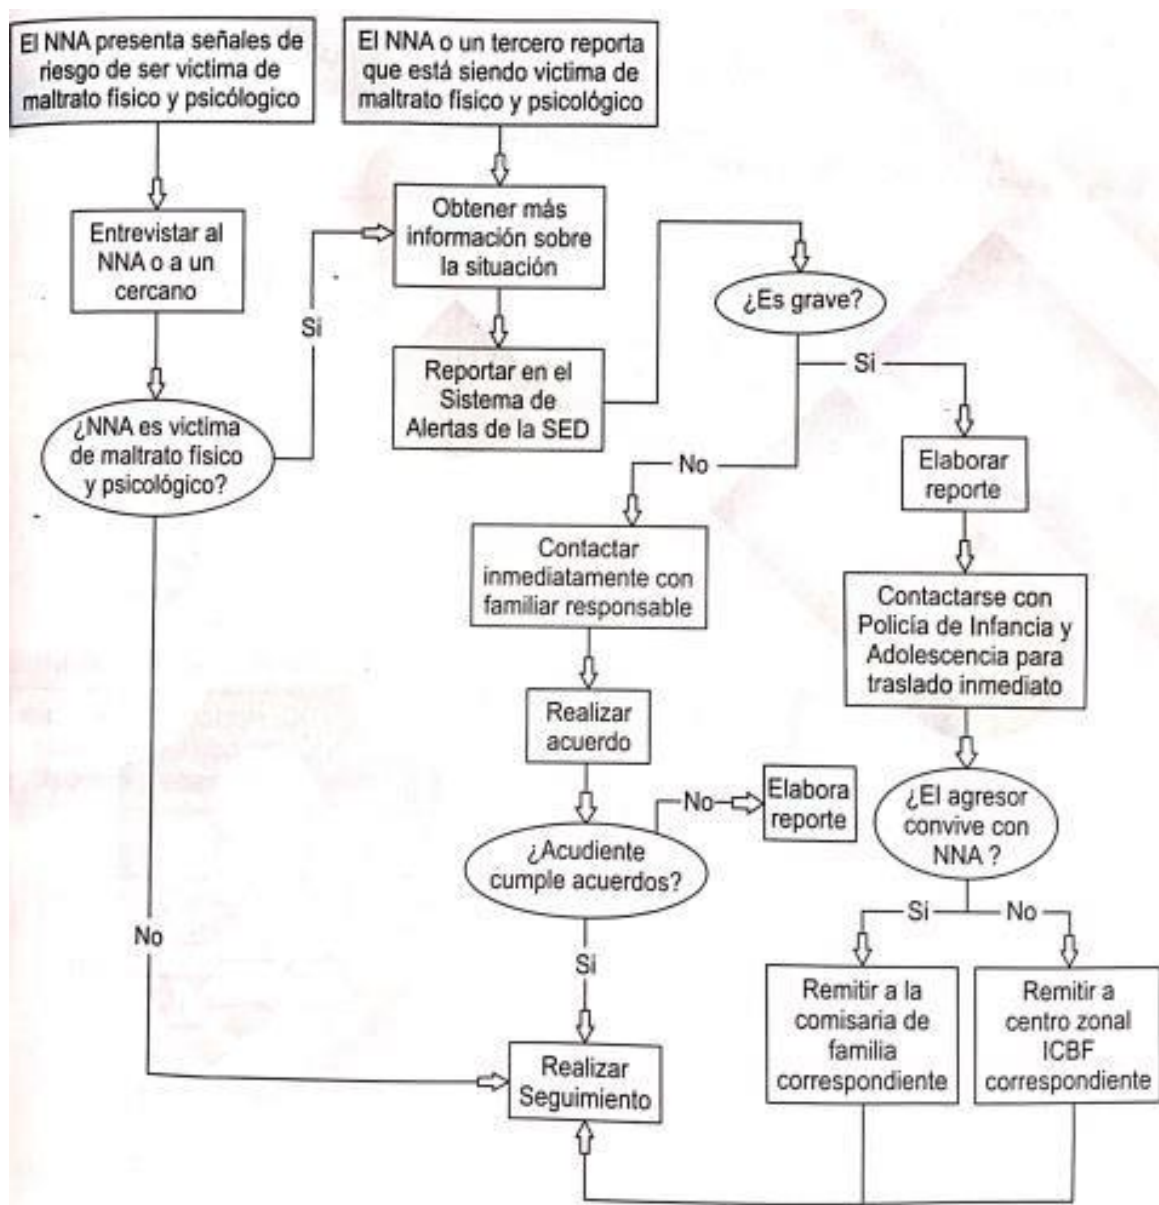 El NNA presenta señales de
riesgo de ser victima de
maltrato físico y psicólogico
El NNA o un tercero reporta
que está siendo victima de
maltrato físico y psicológico
Entrevistar al
NNA o a un
cercano
Obtener más
información sobre
la situación
¿Es grave?
Si
Reportar en el
Sistema de
Alertas de la SED
Si
¿NNA es victima
de maltrato físico
y psicológico?
No
Elaborar
reporte
Contactar
inmediatamente con
familiar responsable
Contactarse con
Policía de Infancia y
Adolescencia para
traslado inmediato
Realizar
acuerdo
No
Elabora
reporte
¿El agresor
convive con
NNA ?
¿Acudiente
cumple acuerdos?
Si
No
No
Si
Remitir a la
comisaria de
familia
correspondiente
Remitir a
centro zonal
ICBF
correspondiente
Realizar
Seguimiento